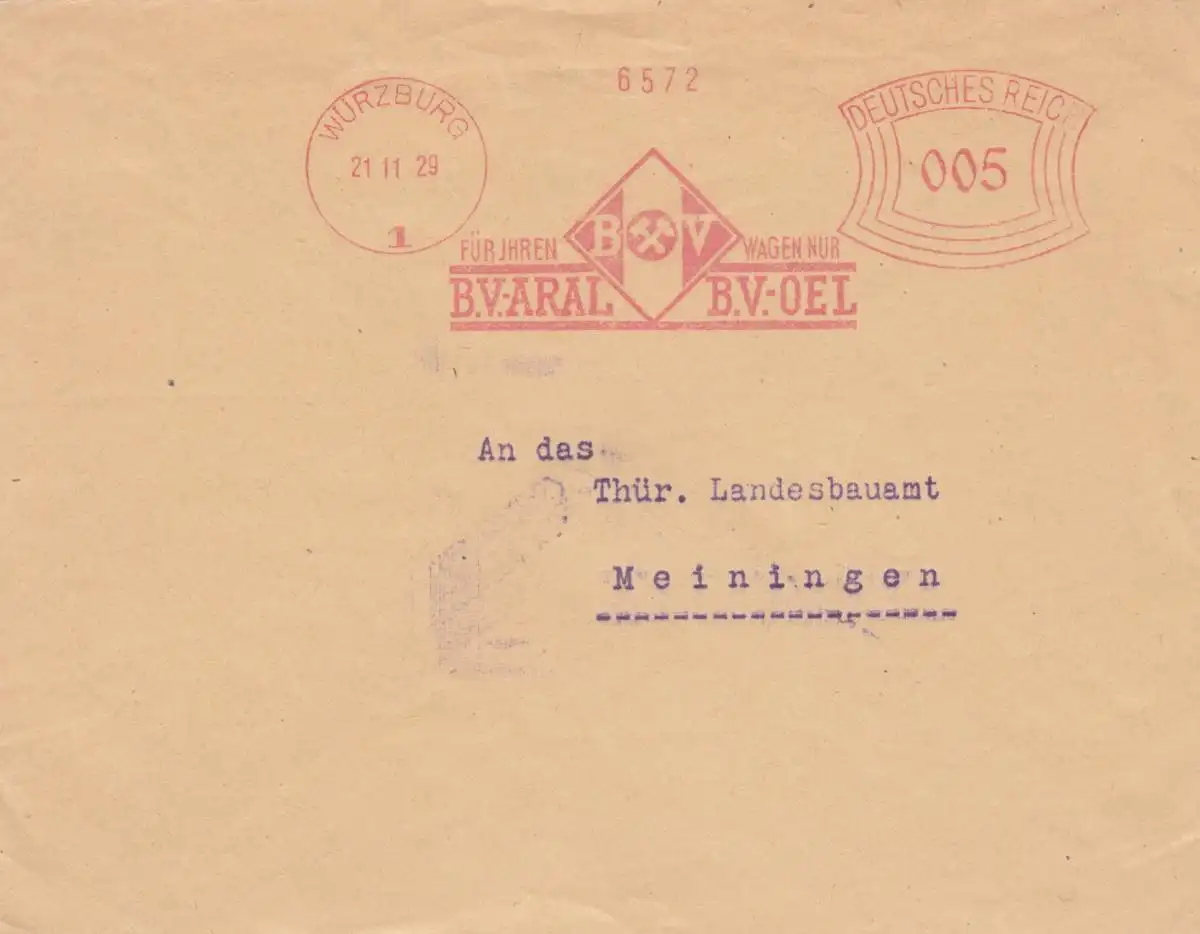 6572
WÜRZBURG
21 11 29
1
DEUTSCHES REICH
005
B V
FÜR JHREN WAGEN NUR
B.V.-ARAL B.V.-OEL
An das
Thür. Landesbauamt
Meiningen